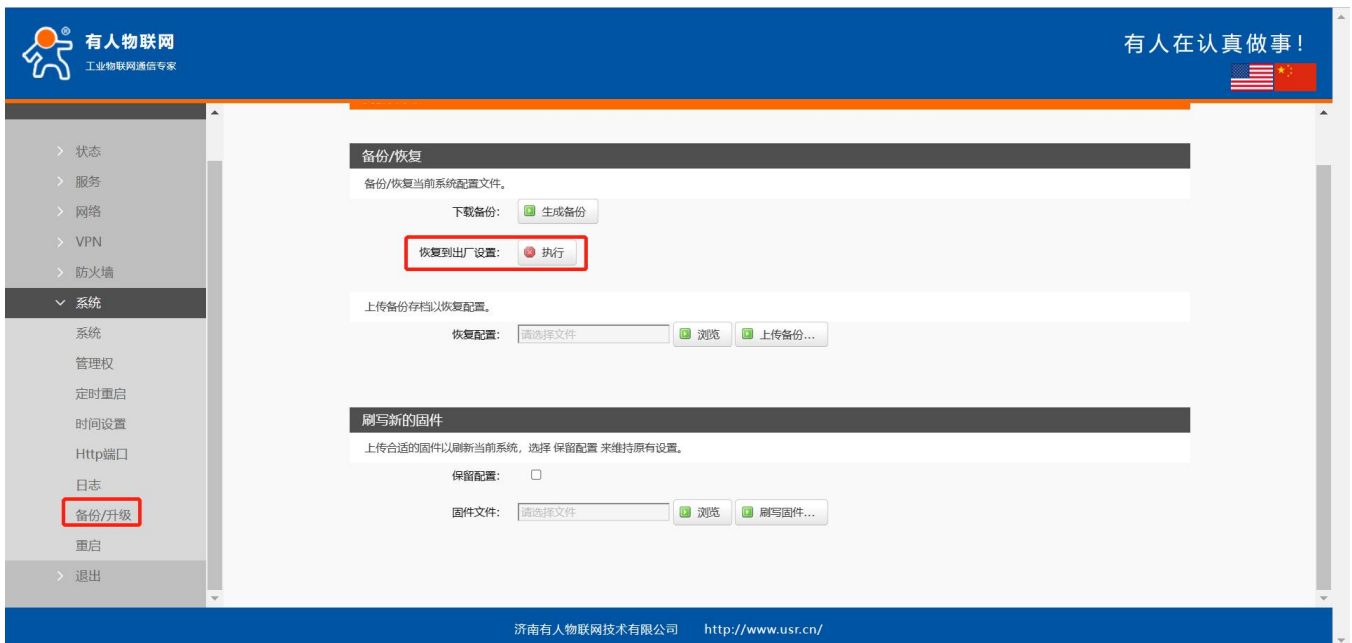 有人物联网
工业物联网通信专家
有人在认真做事!
状态
服务
网络
VPN
防火墙
系统
系统
管理权
定时重启
时间设置
Http端口
日志
备份/升级
重启
退出
备份/恢复
备份/恢复当前系统配置文件。
下载备份: 生成备份
恢复到出厂设置: 执行
上传备份存档以恢复配置。
恢复配置: 请选择文件 浏览 上传备份...
刷写新的固件
上传合适的固件以刷新当前系统，选择 保留配置 来维持原有设置。
保留配置:
固件文件: 请选择文件 浏览 刷写固件...
济南有人物联网技术有限公司 http://www.usr.cn/